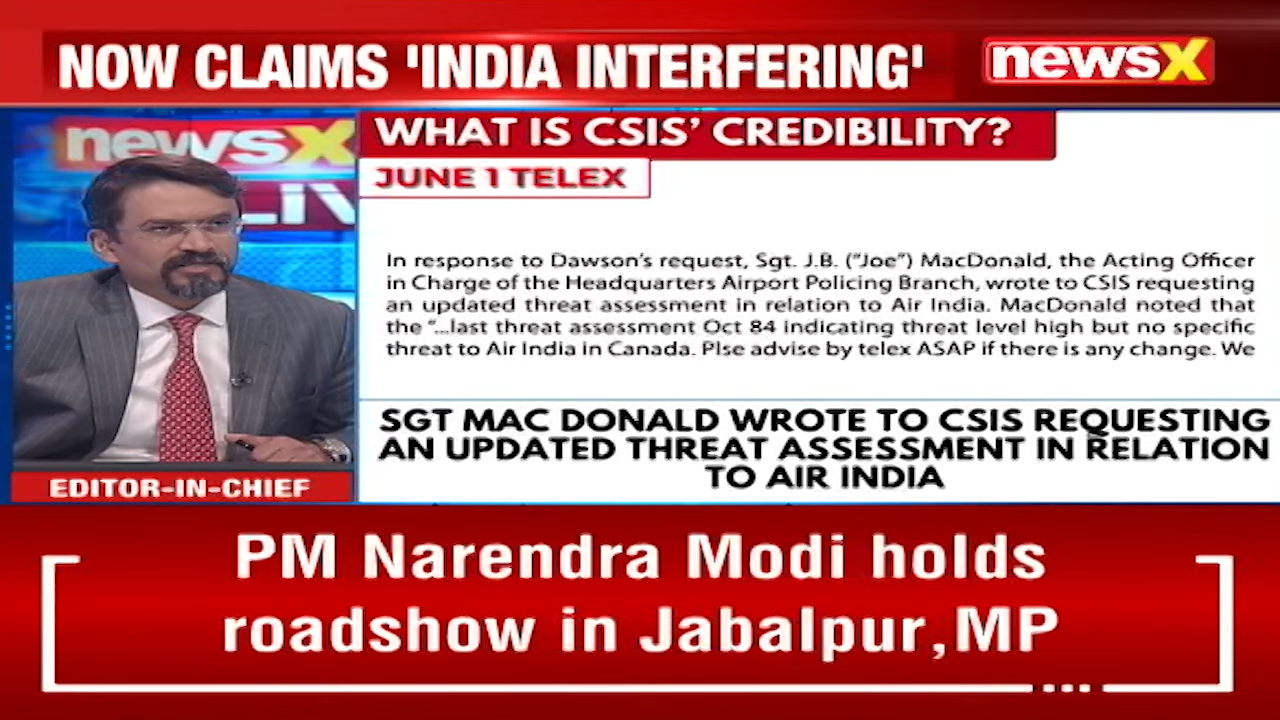 NOW CLAIMS 'INDIA INTERFERING'
newsX
newsX
LIV
WHAT IS CSIS' CREDIBILITY?
JUNE 1 TELEX
In response to Dawson's request, Sgt. J.B. ("Joe") MacDonald, the Acting Officer
in Charge of the Headquarters Airport Policing Branch, wrote to CSIS requesting
an updated threat assessment in relation to Air India. MacDonald noted that
the "...last threat assessment Oct 84 indicating threat level high but no specific
threat to Air India in Canada. Plse advise by telex ASAP if there is any change. We
SGT MAC DONALD WROTE TO CSIS REQUESTING
AN UPDATED THREAT ASSESSMENT IN RELATION
TO AIR INDIA
EDITOR-IN-CHIEF
PM Narendra Modi holds
roadshow in Jabalpur,MP